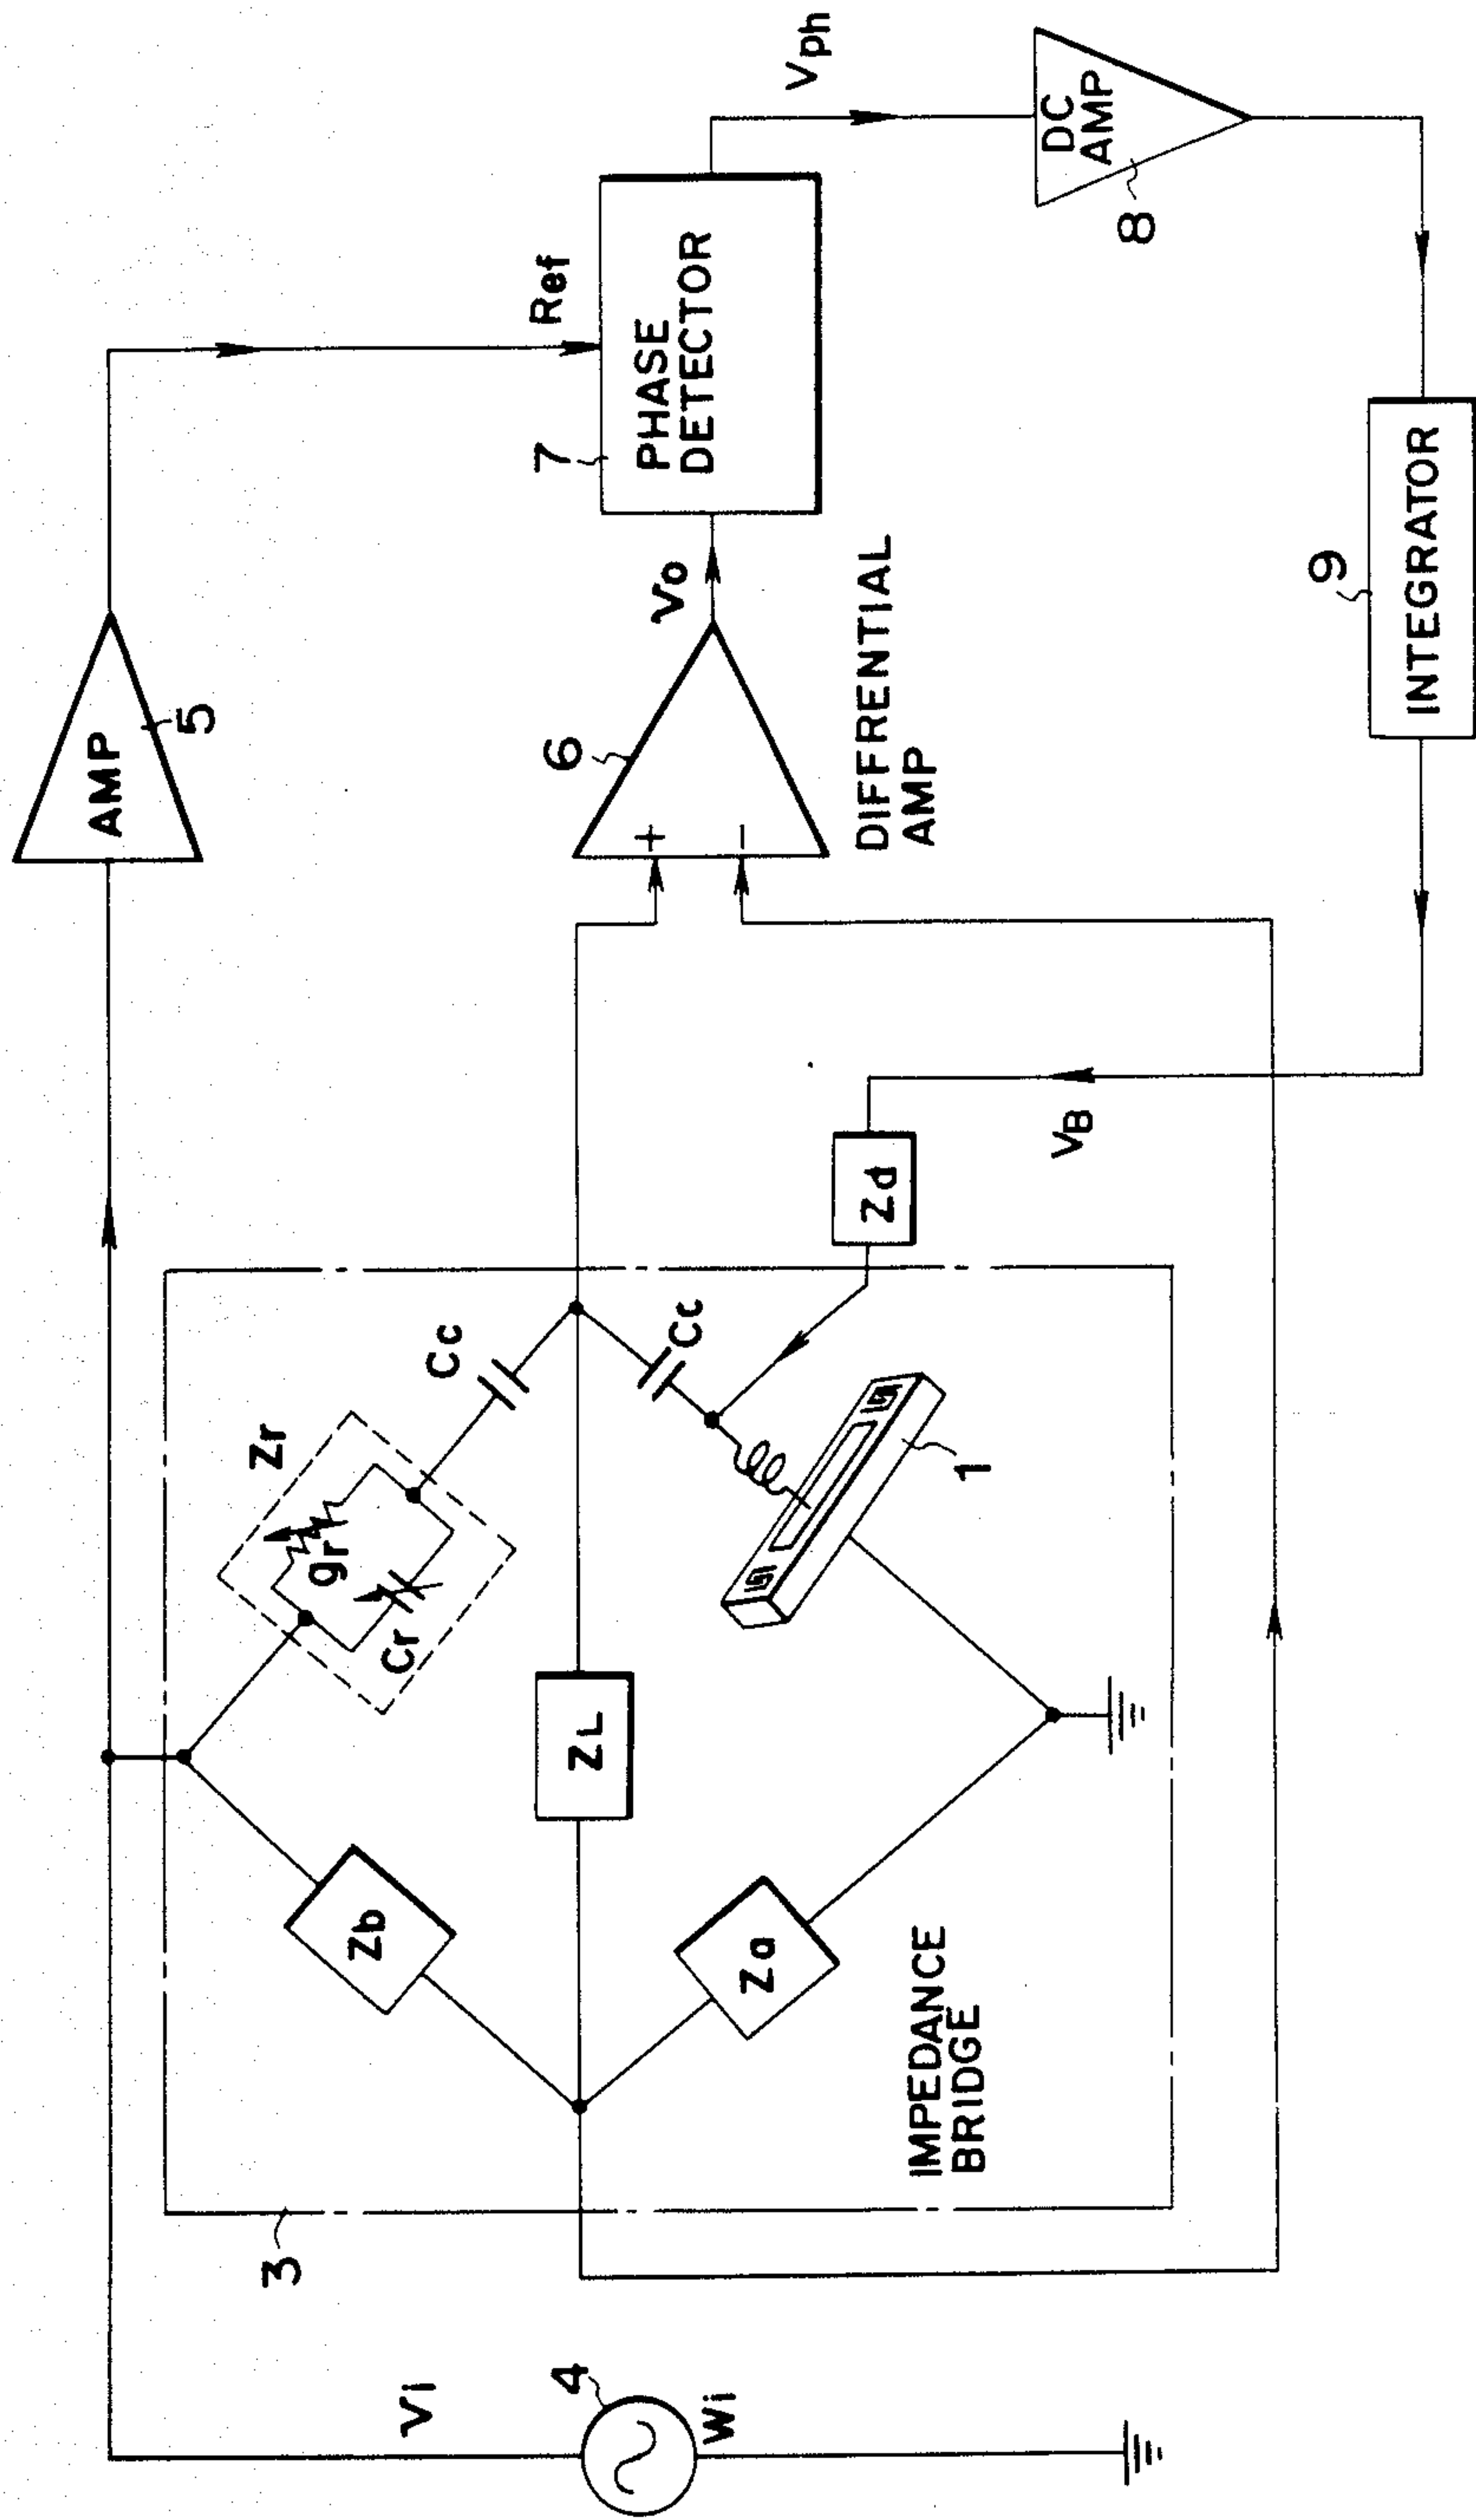 AMP
5
Vi
4
Wi
3
Zb
Zr
gr
Cr
Cc
ZL
Cc
Za
1
IMPEDANCE
BRIDGE
Zd
VB
6
+
−
DIFFRENTIAL
AMP
Vo
7
Ref
PHASE
DETECTOR
Vph
DC
AMP
8
9
INTEGRATOR